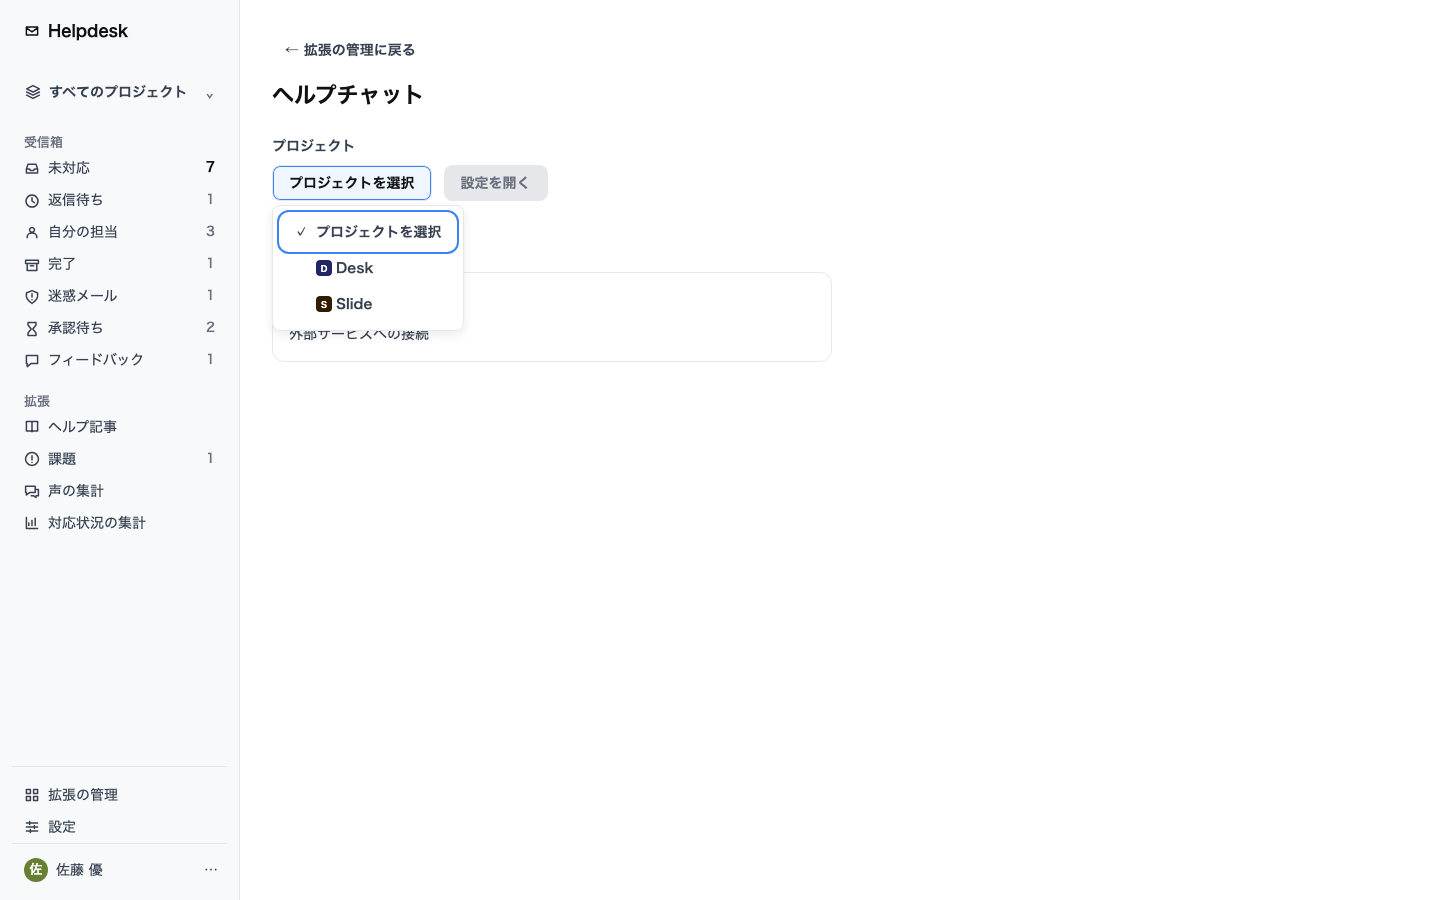 Helpdesk
すべてのプロジェクト
受信箱
未対応 7
返信待ち 1
自分の担当 3
完了 1
迷惑メール 1
承認待ち 2
フィードバック 1
拡張
ヘルプ記事
課題 1
声の集計
対応状況の集計
拡張の管理
設定
佐 佐藤 優 …
← 拡張の管理に戻る
ヘルプチャット
プロジェクト
プロジェクトを選択 設定を開く
✓ プロジェクトを選択
D Desk
S Slide
外部サービスへの接続